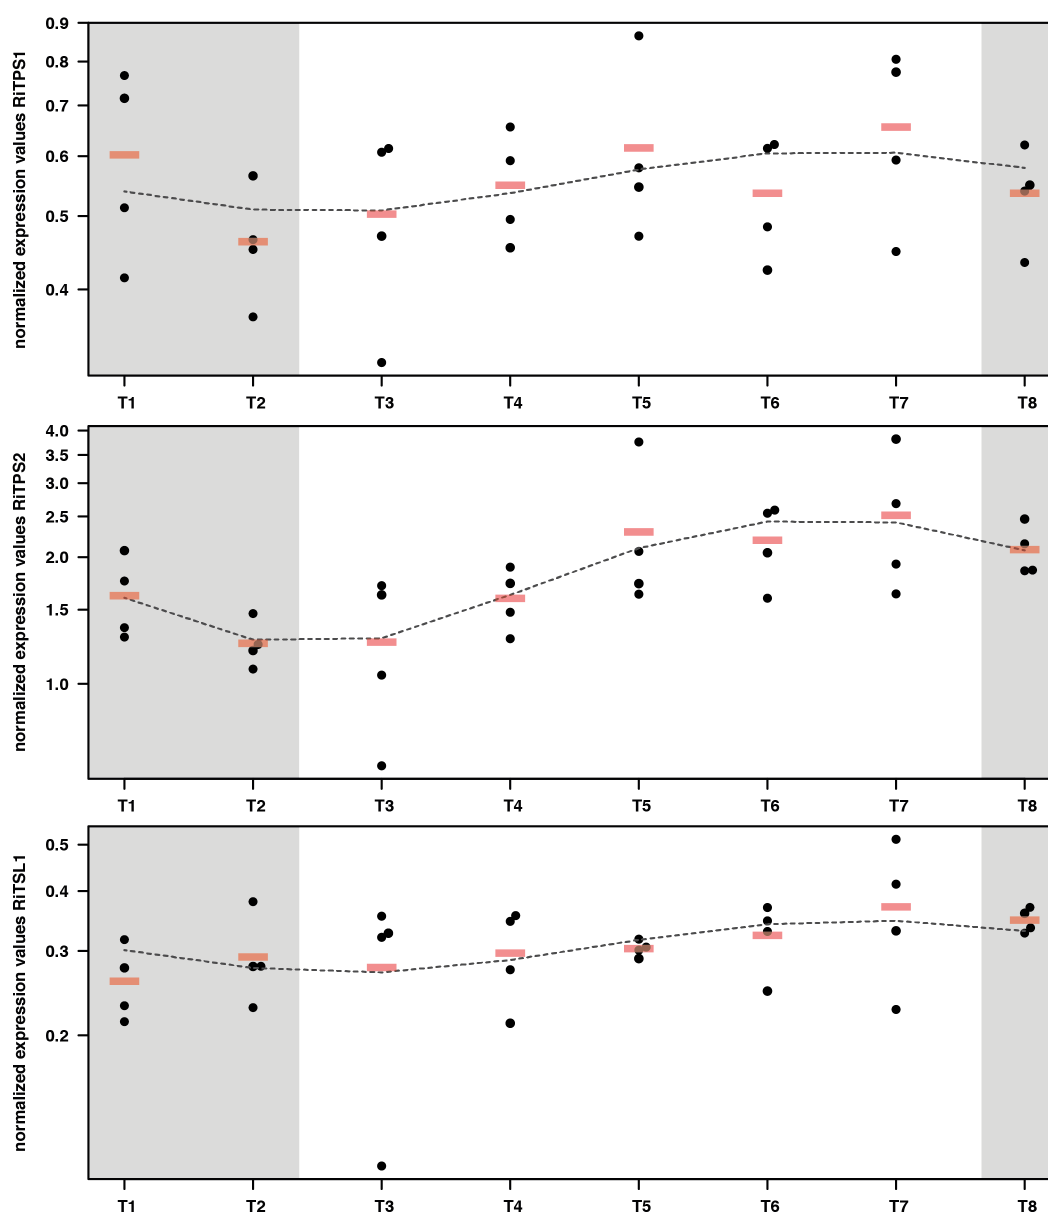 normalized expression values RiTPS1
0.9
0.8
0.7
0.6
0.5
0.4
T1 T2 T3 T4 T5 T6 T7 T8
normalized expression values RiTPS2
4.0
3.5
3.0
2.5
2.0
1.5
1.0
T1 T2 T3 T4 T5 T6 T7 T8
normalized expression values RiTSL1
0.5
0.4
0.3
0.2
T1 T2 T3 T4 T5 T6 T7 T8